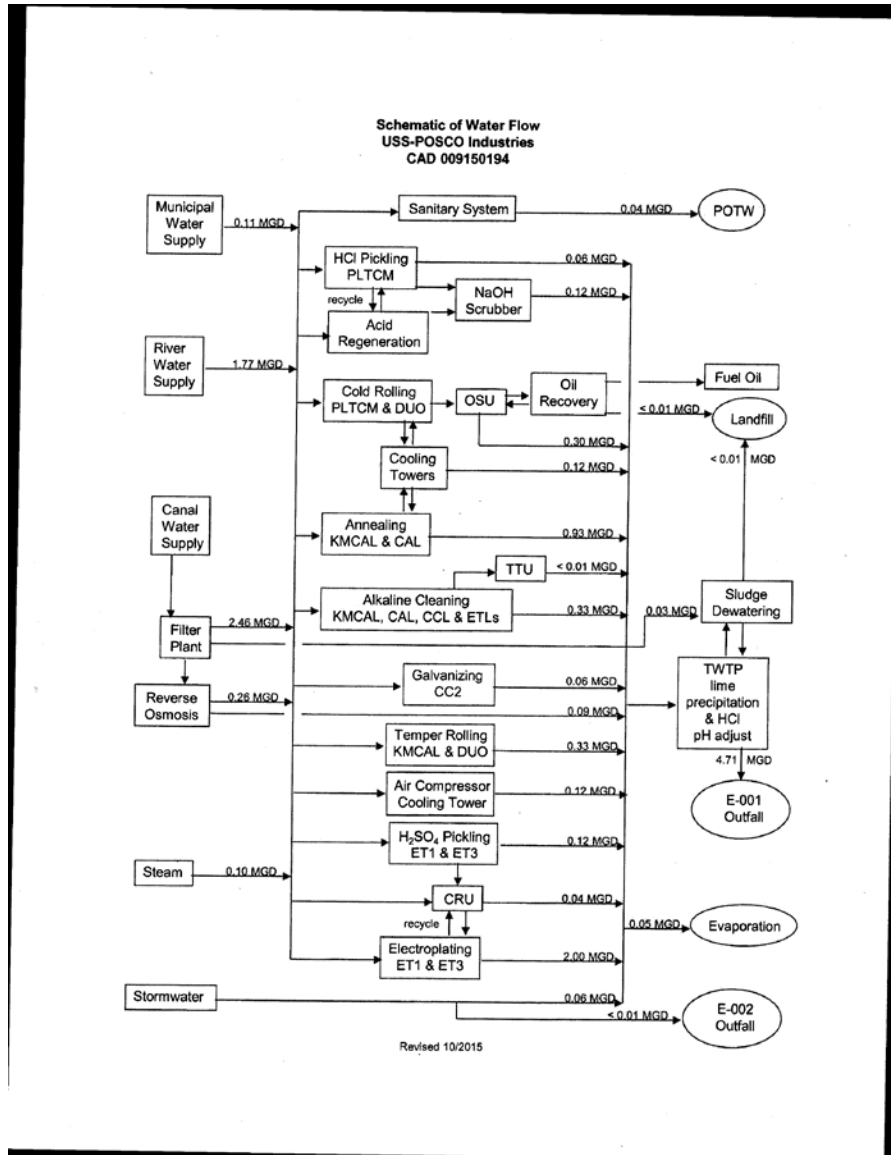 Schematic of Water Flow
USS-POSCO Industries
CAD 009150194
Municipal
Water
Supply
0.11 MGD
Sanitary System
0.04 MGD
POTW
HCl Pickling
PLTCM
0.06 MGD
recycle
NaOH
Scrubber
0.12 MGD
Acid
Regeneration
River
Water
Supply
1.77 MGD
Cold Rolling
PLTCM & DUO
OSU
Oil
Recovery
Fuel Oil
< 0.01 MGD
Landfill
0.30 MGD
< 0.01 MGD
Cooling
Towers
0.12 MGD
Canal
Water
Supply
Annealing
KMCAL & CAL
0.93 MGD
TTU
< 0.01 MGD
Alkaline Cleaning
KMCAL, CAL, CCL & ETLs
0.33 MGD
0.03 MGD
Sludge
Dewatering
Filter
Plant
2.46 MGD
Galvanizing
CC2
0.06 MGD
TWTP
lime
precipitation
& HCl
pH adjust
Reverse
Osmosis
0.26 MGD
0.09 MGD
Temper Rolling
KMCAL & DUO
0.33 MGD
4.71 MGD
Air Compressor
Cooling Tower
0.12 MGD
E-001
Outfall
H2SO4 Pickling
ET1 & ET3
0.12 MGD
Steam
0.10 MGD
CRU
0.04 MGD
recycle
0.05 MGD
Evaporation
Electroplating
ET1 & ET3
2.00 MGD
Stormwater
0.06 MGD
< 0.01 MGD
E-002
Outfall
Revised 10/2015